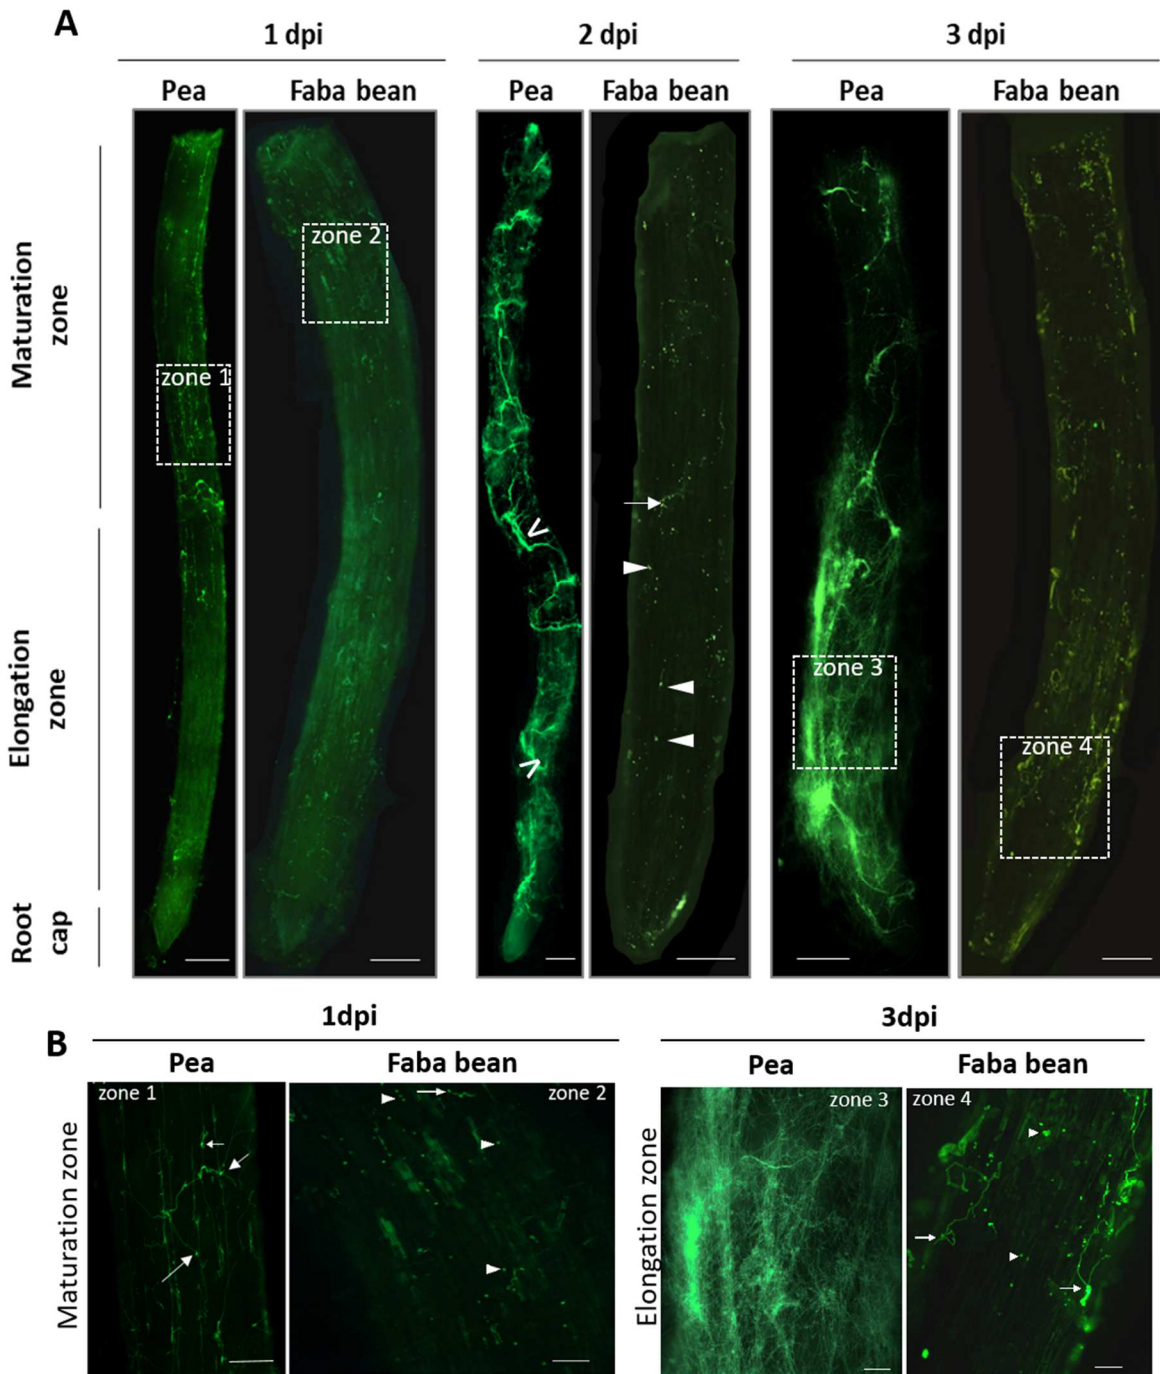 A
1 dpi
2 dpi
3 dpi
Pea
Faba bean
Pea
Faba bean
Pea
Faba bean
Maturation
zone
Elongation
zone
Root
cap
zone 1
zone 2
zone 3
zone 4
B
1dpi
3dpi
Pea
Faba bean
Pea
Faba bean
Maturation zone
zone 1
zone 2
Elongation zone
zone 3
zone 4